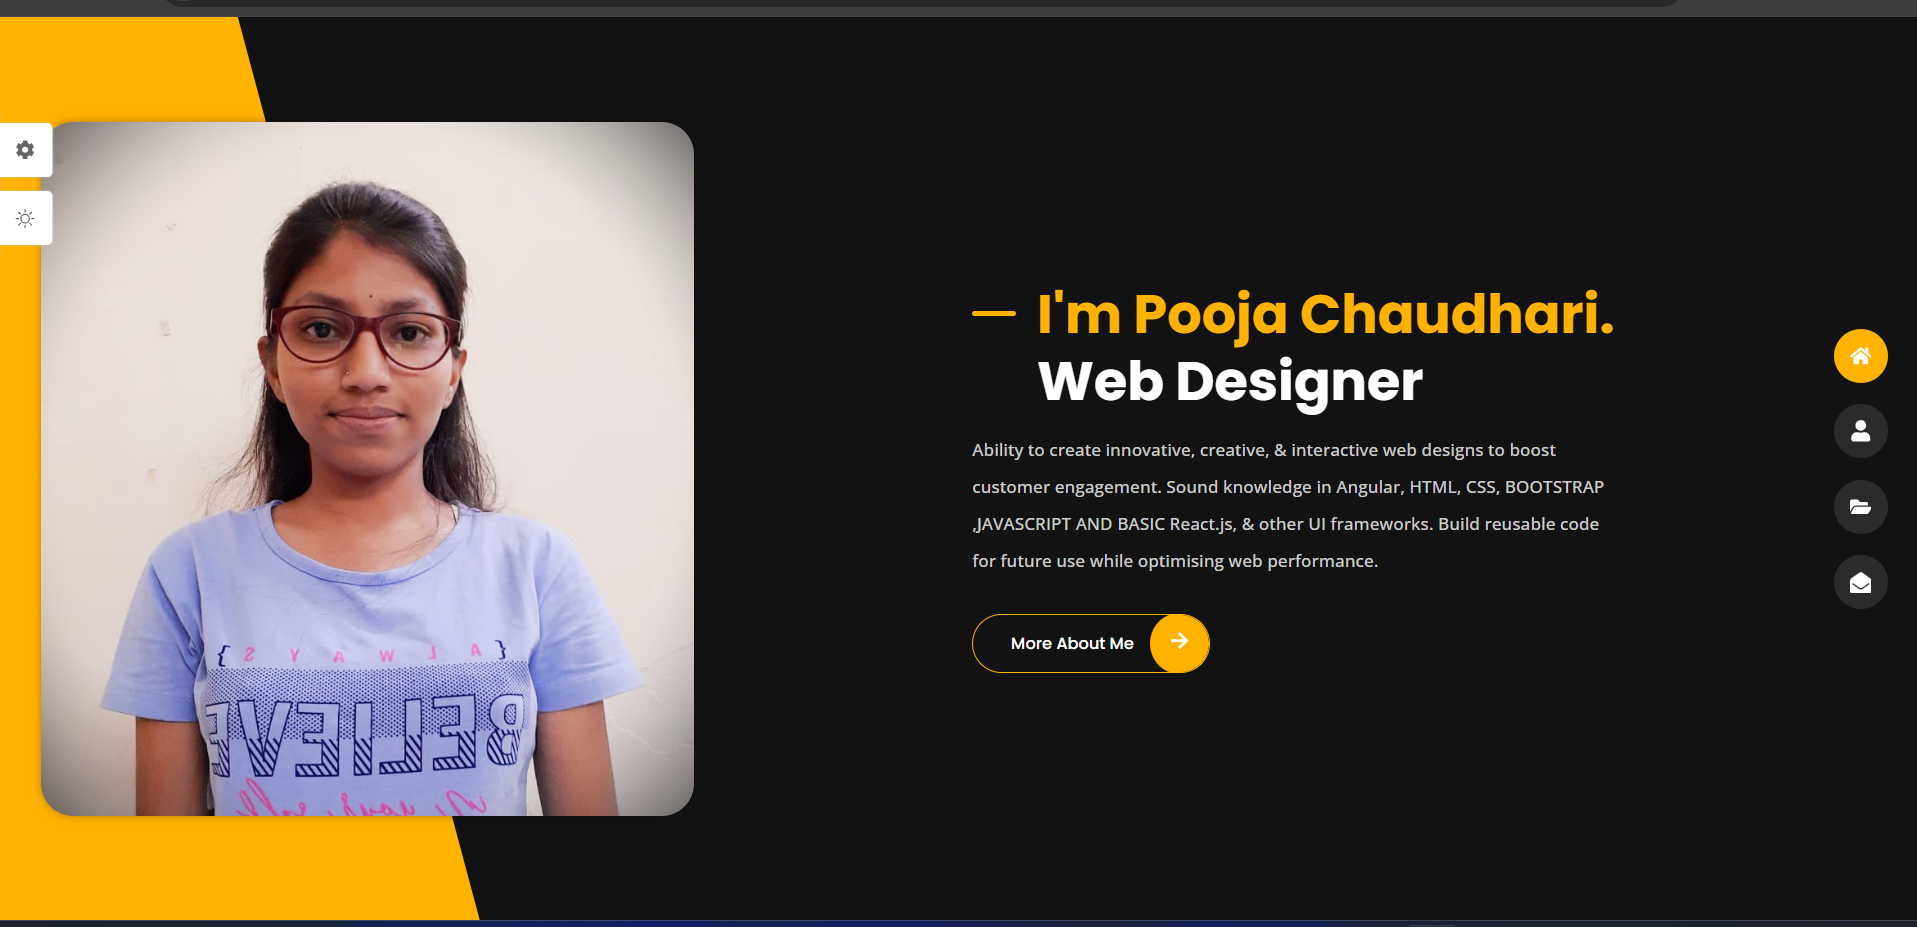 I'm Pooja Chaudhari.
Web Designer
Ability to create innovative, creative, & interactive web designs to boost
customer engagement. Sound knowledge in Angular, HTML, CSS, BOOTSTRAP
,JAVASCRIPT AND BASIC React.js, & other UI frameworks. Build reusable code
for future use while optimising web performance.
More About Me
{ALWAYS}
BELIEVE